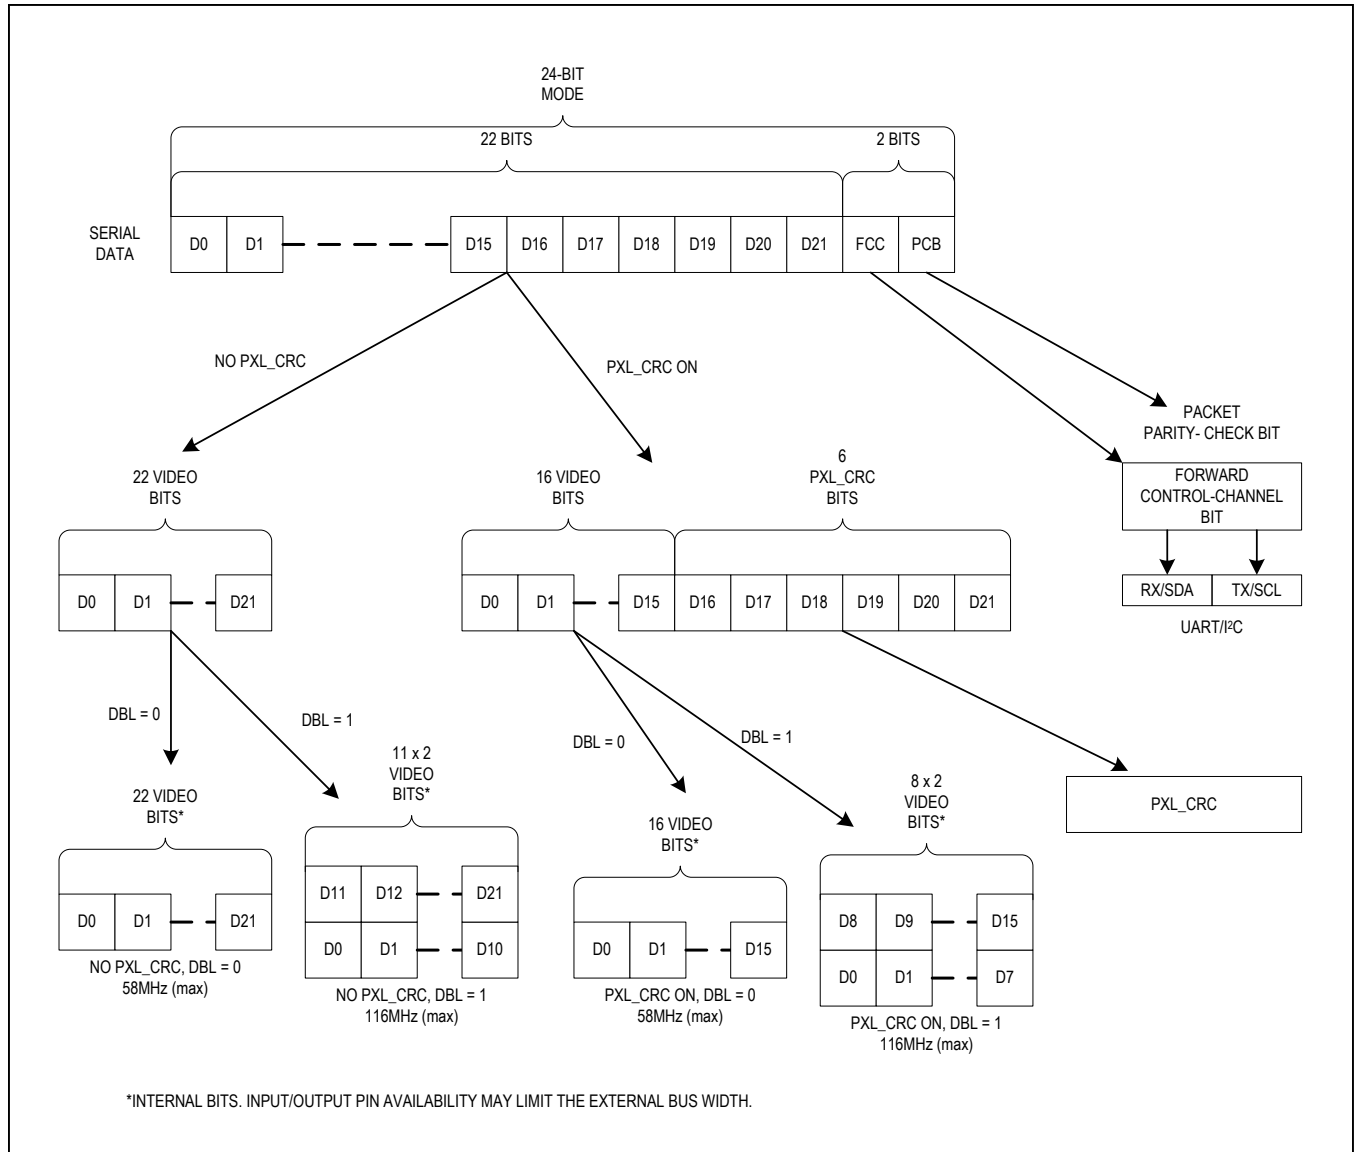 24-BIT
MODE
22 BITS
2 BITS
SERIAL
DATA
D0 D1 D15 D16 D17 D18 D19 D20 D21 FCC PCB
NO PXL_CRC
PXL_CRC ON
PACKET
PARITY- CHECK BIT
FORWARD
CONTROL-CHANNEL
BIT
RX/SDA TX/SCL
UART/I²C
22 VIDEO
BITS
16 VIDEO
BITS
6
PXL_CRC
BITS
D0 D1 D21
D0 D1 D15 D16 D17 D18 D19 D20 D21
DBL = 0
DBL = 1
DBL = 0
DBL = 1
22 VIDEO
BITS*
D0 D1 D21
NO PXL_CRC, DBL = 0
58MHz (max)
11 x 2
VIDEO
BITS*
D11 D12 D21
D0 D1 D10
NO PXL_CRC, DBL = 1
116MHz (max)
16 VIDEO
BITS*
D0 D1 D15
PXL_CRC ON, DBL = 0
58MHz (max)
8 x 2
VIDEO
BITS*
D8 D9 D15
D0 D1 D7
PXL_CRC ON, DBL = 1
116MHz (max)
PXL_CRC
*INTERNAL BITS. INPUT/OUTPUT PIN AVAILABILITY MAY LIMIT THE EXTERNAL BUS WIDTH.